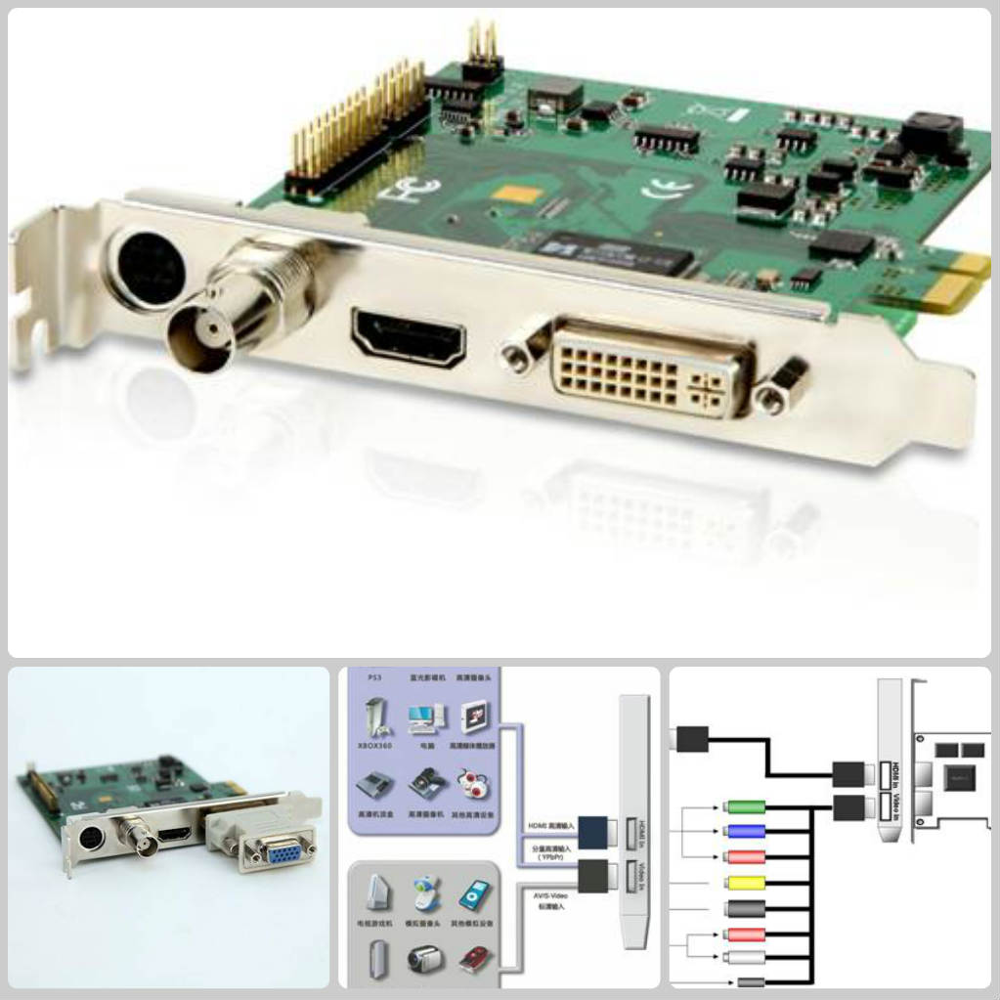 FC
CE
PS3
蓝光影碟机
高清摄像头
XBOX360
电脑
高清媒体播放器
高清机顶盒
高清摄像机
其他高清设备
HDMI 高清输入
分量高清输入
(YPbPr)
AV/S-Video
标清输入
HDMI In
Video In
电视游戏机
模拟摄像头
其他模拟设备
HDMI In
Video In